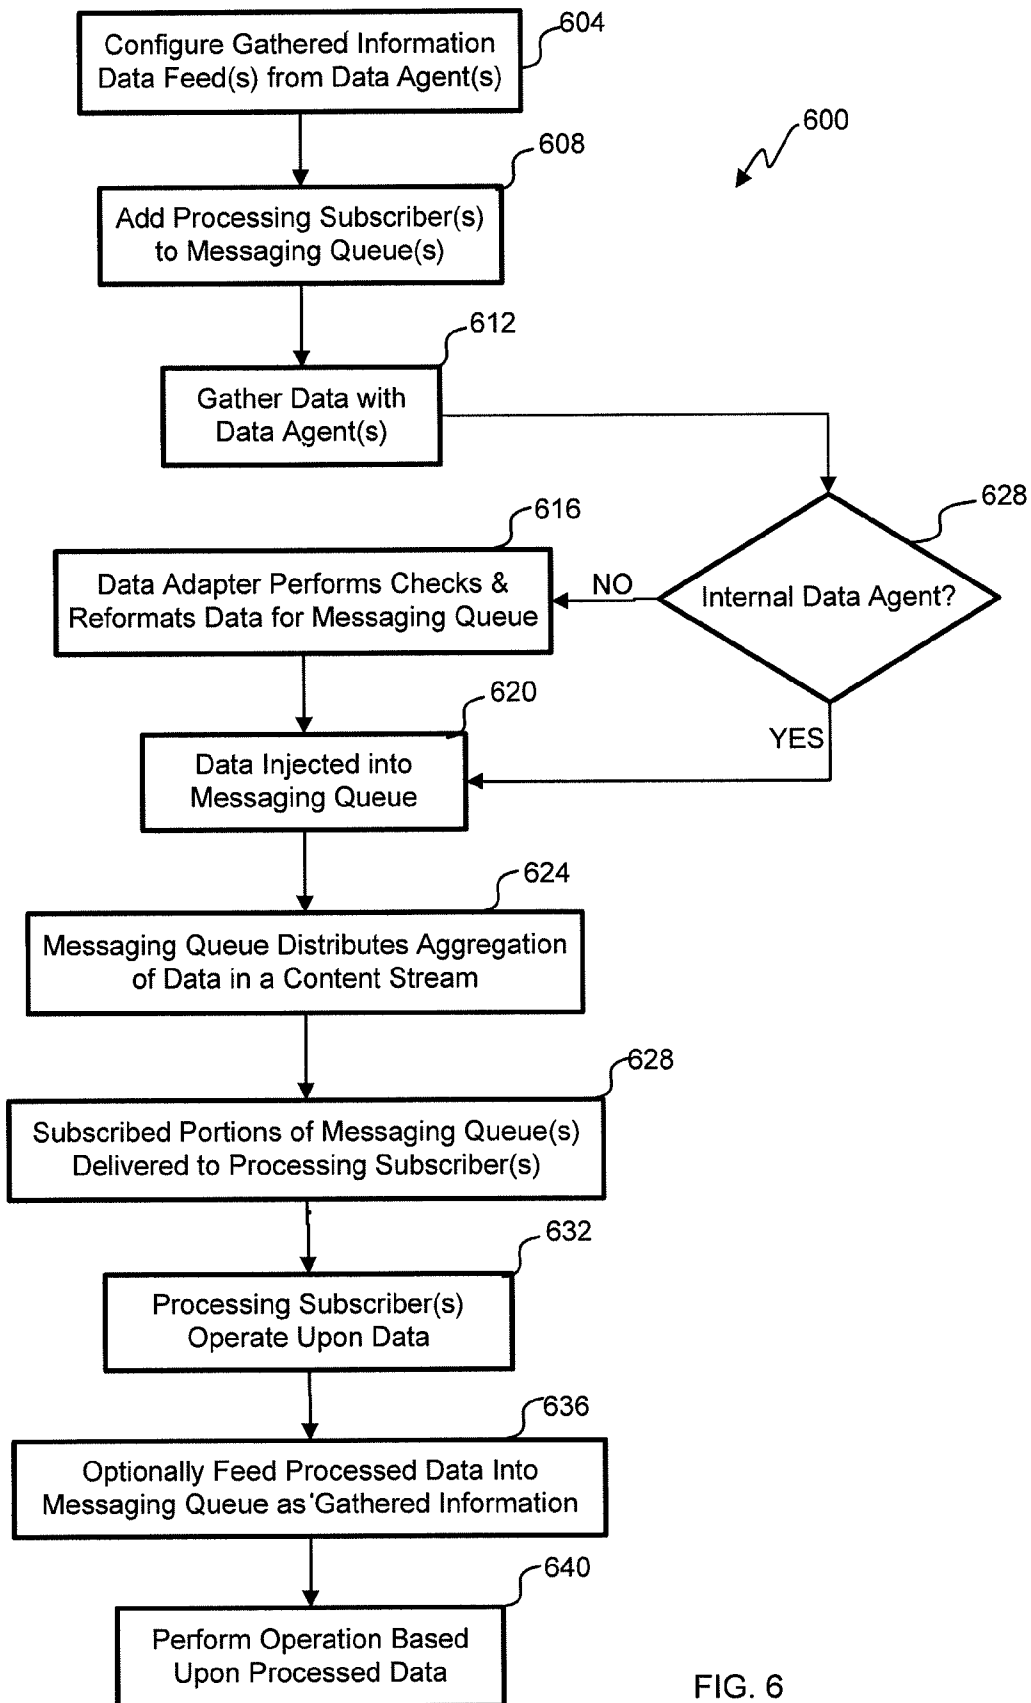 604
Configure Gathered Information
Data Feed(s) from Data Agent(s)
600
608
Add Processing Subscriber(s)
to Messaging Queue(s)
612
Gather Data with
Data Agent(s)
628
Internal Data Agent?
616
NO
Data Adapter Performs Checks &
Reformats Data for Messaging Queue
620
YES
Data Injected into
Messaging Queue
624
Messaging Queue Distributes Aggregation
of Data in a Content Stream
628
Subscribed Portions of Messaging Queue(s)
Delivered to Processing Subscriber(s)
632
Processing Subscriber(s)
Operate Upon Data
636
Optionally Feed Processed Data Into
Messaging Queue as Gathered Information
640
Perform Operation Based
Upon Processed Data
FIG. 6